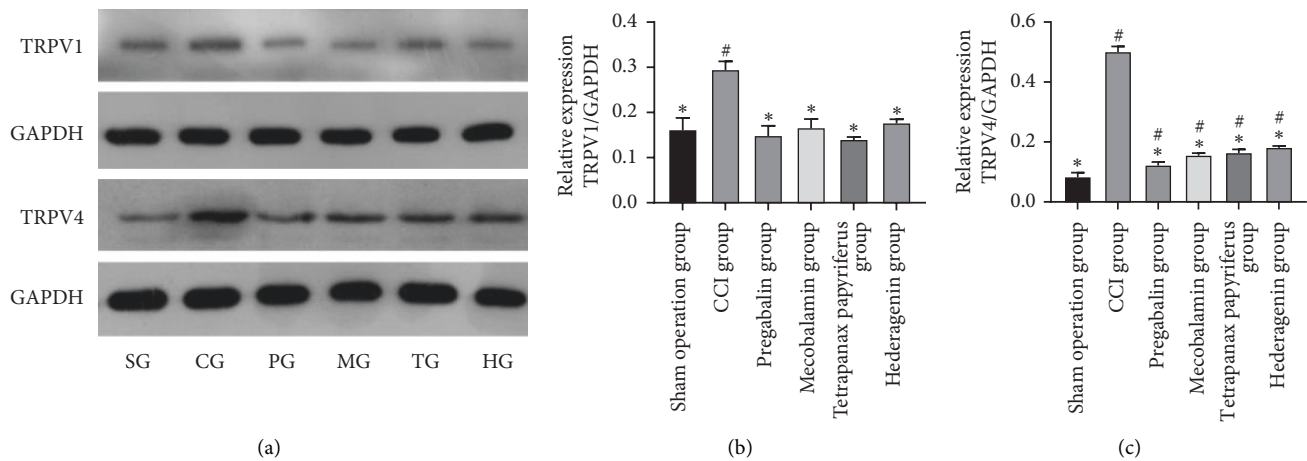 TRPV1
GAPDH
TRPV4
GAPDH
SG CG PG MG TG HG
(a)
Relative expression
TRPV1/GAPDH
0.4
0.3
0.2
0.1
0.0
*
#
*
*
*
*
Sham operation group
CCI group
Pregabalin group
Mecobalamin group
Tetrapanax papyriferus
group
Hederagenin group
(b)
Relative expression
TRPV4/GAPDH
0.6
0.4
0.2
0.0
*
#
#
*
#
*
#
*
#
*
Sham operation group
CCI group
Pregabalin group
Mecobalamin group
Tetrapanax papyriferus
group
Hederagenin group
(c)